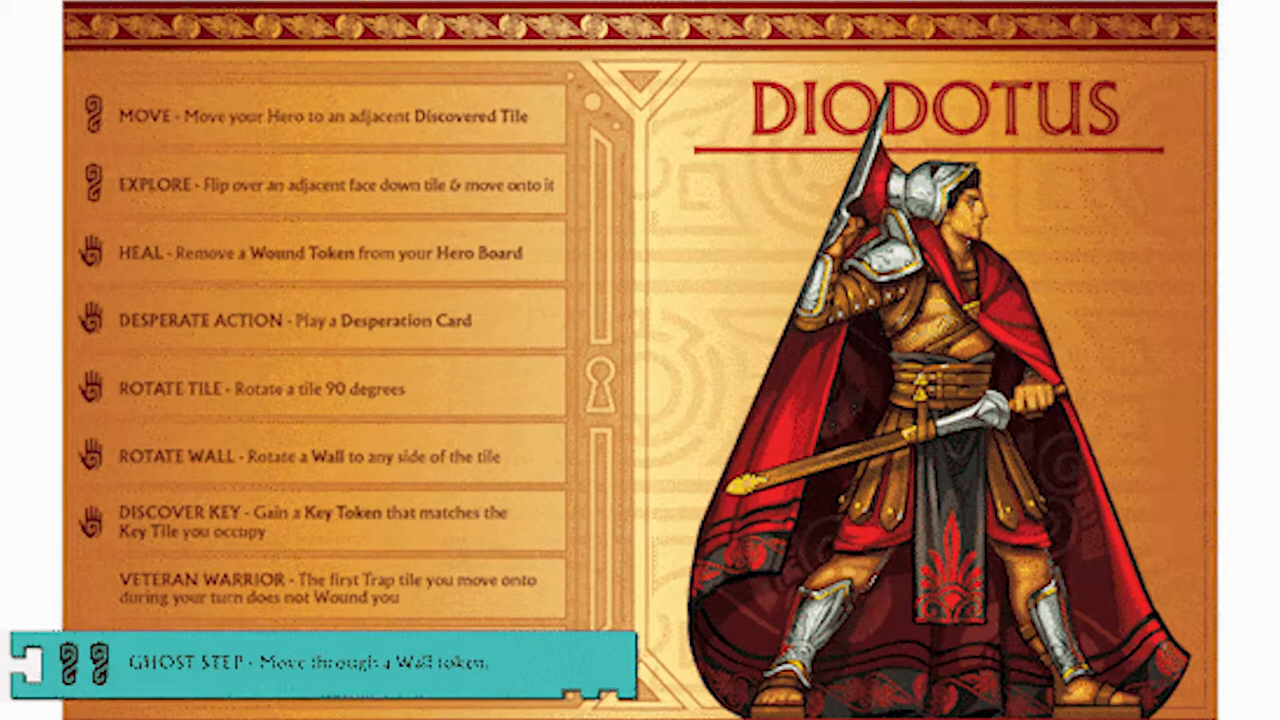 DIODOTUS
MOVE - Move your Hero to an adjacent Discovered Tile
EXPLORE - Flip over an adjacent face down tile & move onto it
HEAL - Remove a Wound Token from your Hero Board
DESPERATE ACTION - Play a Desperation Card
ROTATE TILE - Rotate a tile 90 degrees
ROTATE WALL - Rotate a Wall to any side of the tile
DISCOVER KEY - Gain a Key Token that matches the
Key Tile you occupy
VETERAN WARRIOR - The first Trap tile you move onto
during your turn does not Wound you
GHOST STEP - Move through a Wall token.